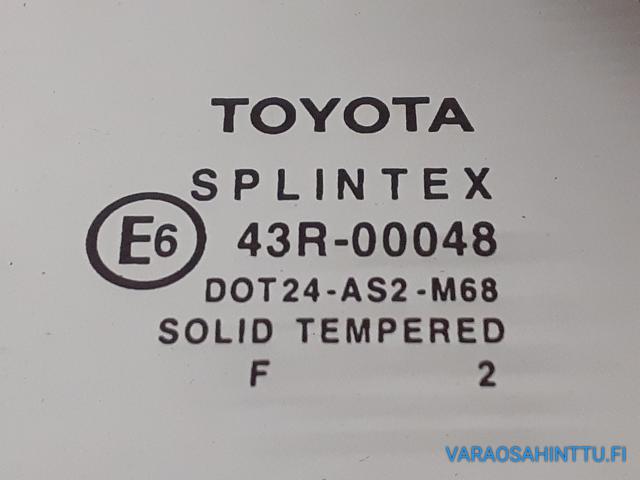 TOYOTA
SPLINTEX
E6 43R-00048
DOT24-AS2-M68
SOLID TEMPERED
F 2
VARAOSAHINTTU.FI